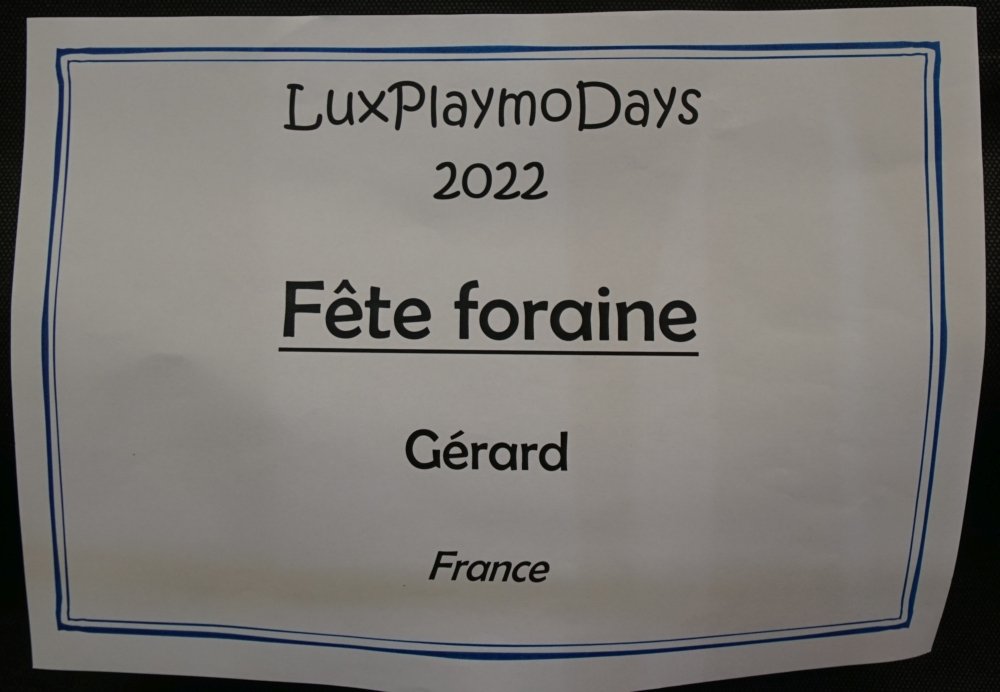 LuxPlaymoDays
2022
Fête foraine
Gérard
France